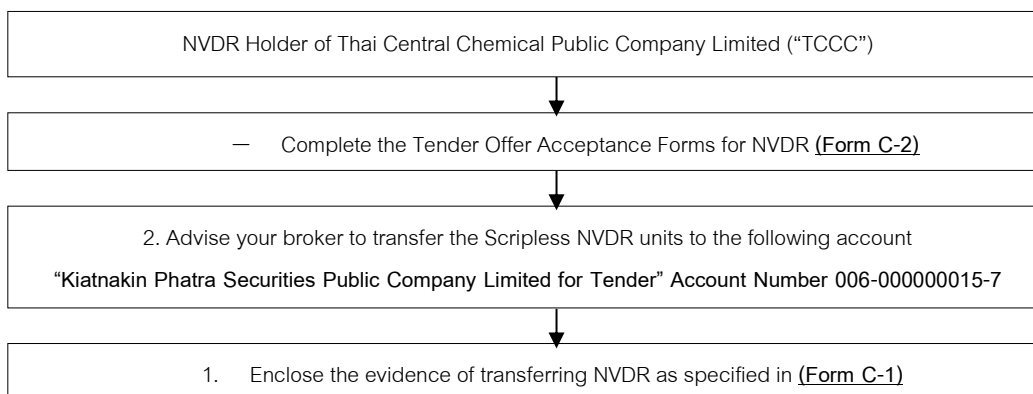 NVDR Holder of Thai Central Chemical Public Company Limited (“TCCC”)
— Complete the Tender Offer Acceptance Forms for NVDR (Form C-2)
2. Advise your broker to transfer the Scripless NVDR units to the following account
“Kiatnakin Phatra Securities Public Company Limited for Tender” Account Number 006-000000015-7
1. Enclose the evidence of transferring NVDR as specified in (Form C-1)